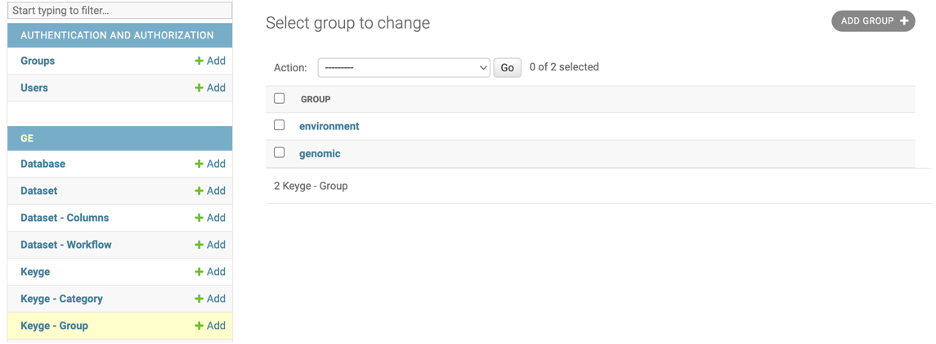 Start typing to filter...
AUTHENTICATION AND AUTHORIZATION
Groups + Add
Users + Add
GE
Database + Add
Dataset + Add
Dataset - Columns + Add
Dataset - Workflow + Add
Keyge + Add
Keyge - Category + Add
Keyge - Group + Add
Select group to change
ADD GROUP +
Action: --------- Go 0 of 2 selected
GROUP
environment
genomic
2 Keyge - Group